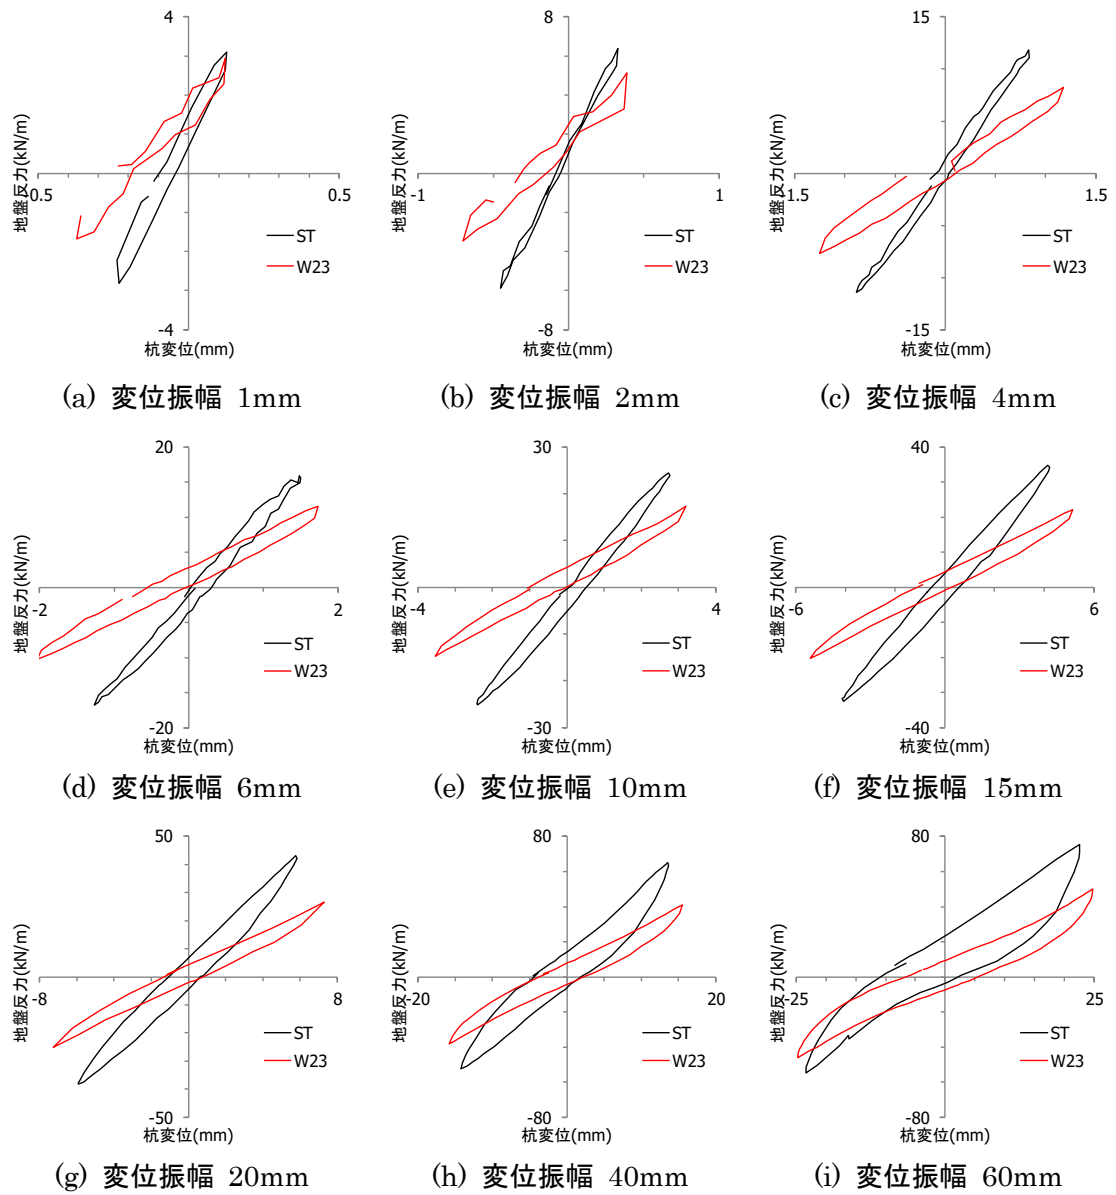 4
地盤反力(kN/m)
-0.5
0.5
ST
W23
-4
杭変位(mm)
(a) 変位振幅 1mm
8
地盤反力(kN/m)
-1
1
ST
W23
-8
杭変位(mm)
(b) 変位振幅 2mm
15
地盤反力(kN/m)
-1.5
1.5
ST
W23
-15
杭変位(mm)
(c) 変位振幅 4mm
20
地盤反力(kN/m)
-2
2
ST
W23
-20
杭変位(mm)
(d) 変位振幅 6mm
30
地盤反力(kN/m)
-4
4
ST
W23
-30
杭変位(mm)
(e) 変位振幅 10mm
40
地盤反力(kN/m)
-6
6
ST
W23
-40
杭変位(mm)
(f) 変位振幅 15mm
50
地盤反力(kN/m)
-8
8
ST
W23
-50
杭変位(mm)
(g) 変位振幅 20mm
80
地盤反力(kN/m)
-20
20
ST
W23
-80
杭変位(mm)
(h) 変位振幅 40mm
80
地盤反力(kN/m)
-25
25
ST
W23
-80
杭変位(mm)
(i) 変位振幅 60mm